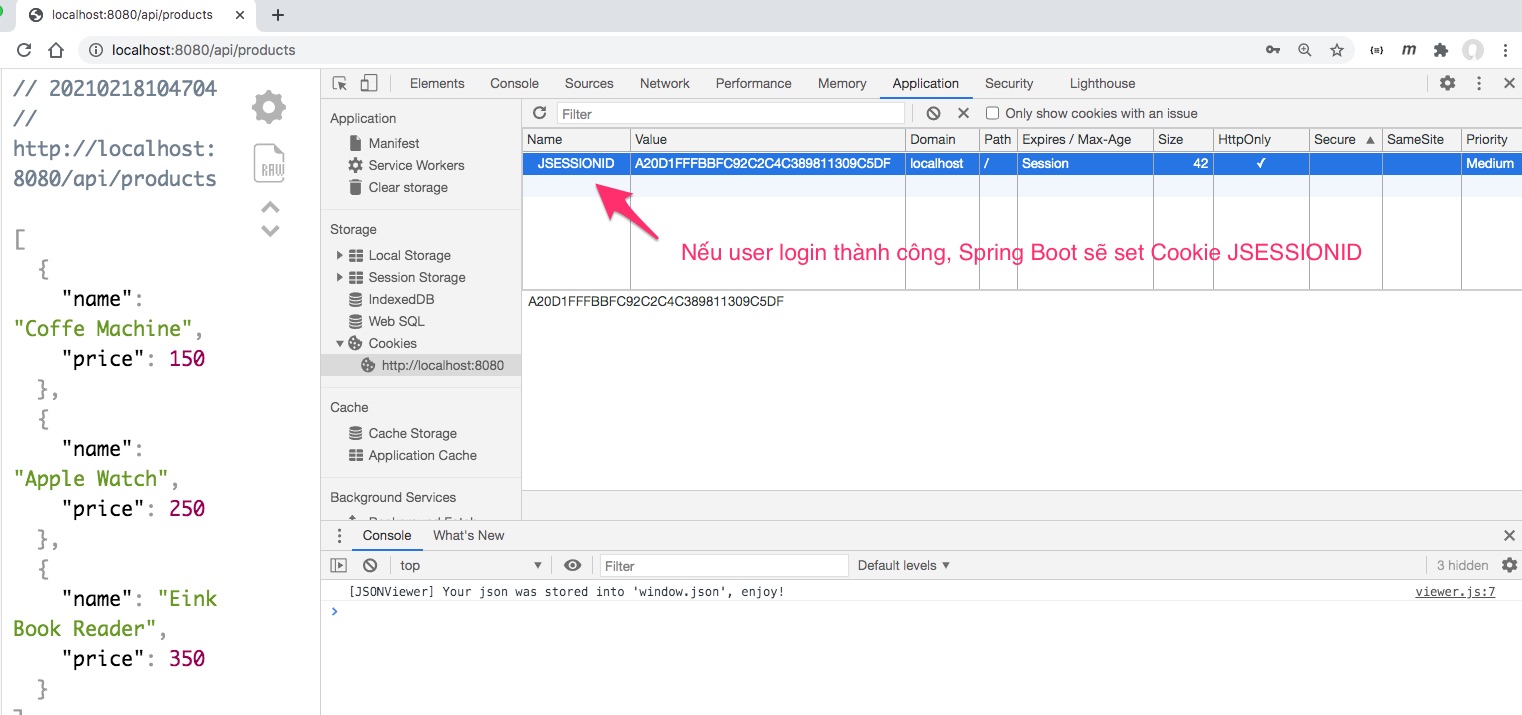 localhost:8080/api/products
localhost:8080/api/products
// 20210218104704
//
http://localhost:
8080/api/products
RAW
[
{
"name":
"Coffe Machine",
"price": 150
},
{
"name":
"Apple Watch",
"price": 250
},
{
"name": "Eink
Book Reader",
"price": 350
}
Elements Console Sources Network Performance Memory Application Security Lighthouse
Application
Manifest
Service Workers
Clear storage
Storage
Local Storage
Session Storage
IndexedDB
Web SQL
Cookies
http://localhost:8080
Cache
Cache Storage
Application Cache
Background Services
Filter
Only show cookies with an issue
Name Value Domain Path Expires / Max-Age Size HttpOnly Secure SameSite Priority
JSESSIONID A20D1FFFBBFC92C2C4C389811309C5DF localhost / Session 42 ✓ Medium
Nếu user login thành công, Spring Boot sẽ set Cookie JSESSIONID
A20D1FFFBBFC92C2C4C389811309C5DF
Console What's New
top Filter Default levels 3 hidden
[JSONViewer] Your json was stored into 'window.json', enjoy! viewer.js:7